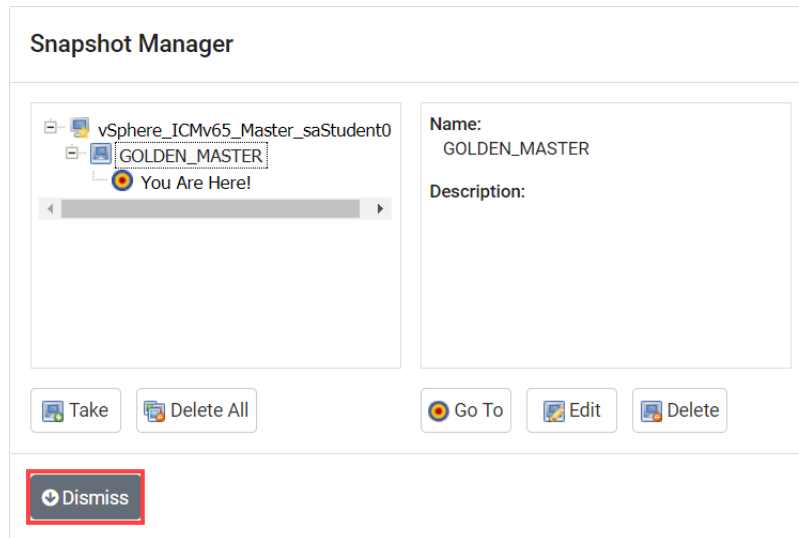 Snapshot Manager
vSphere_ICMv65_Master_saStudent0
GOLDEN_MASTER
You Are Here!
Name:
GOLDEN_MASTER
Description:
Take
Delete All
Go To
Edit
Delete
Dismiss